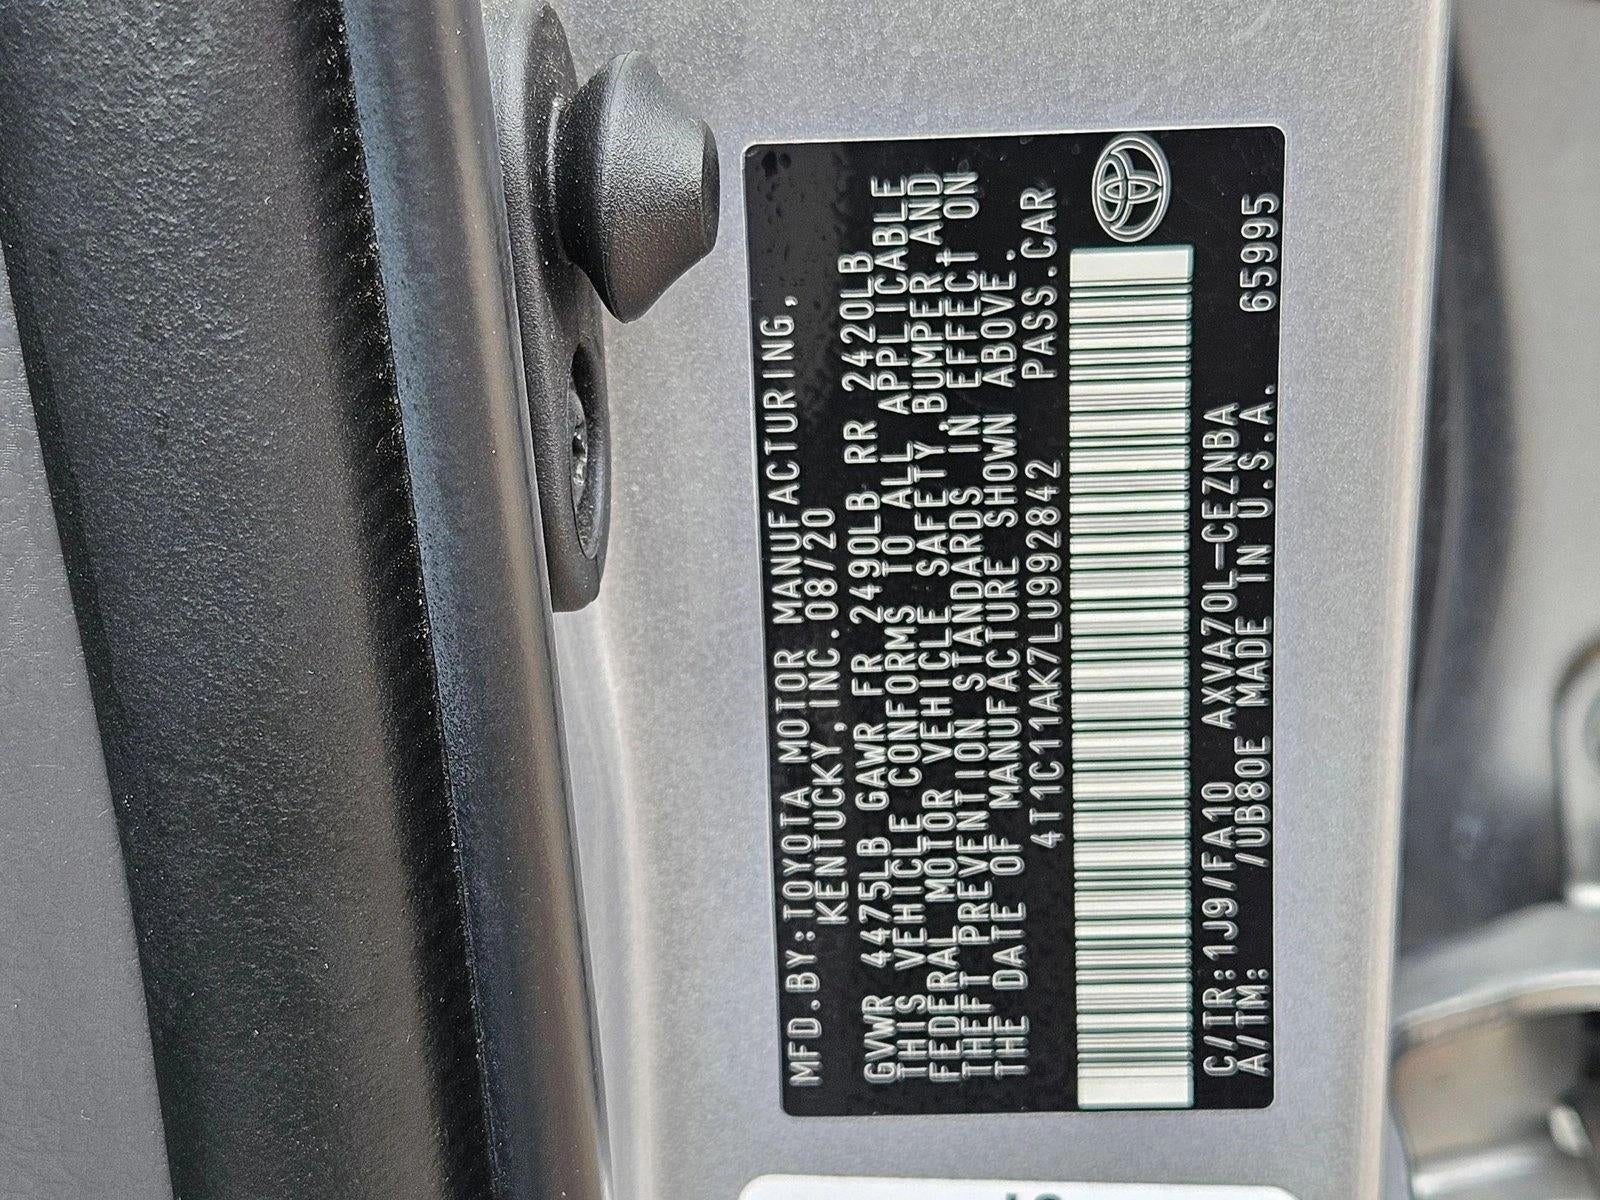 MFD.BY:TOYOTA MOTOR MANUFACTURING,
KENTUCKY,INC.08/20
GVWR 4475LB GAWR FR 2490LB RR 2420LB
THIS VEHICLE CONFORMS TO ALL APPLICABLE
FEDERAL MOTOR VEHICLE SAFETY,BUMPER,AND
THEFT PREVENTION STANDARDS IN EFFECT ON
THE DATE OF MANUFACTURE SHOWN ABOVE.
4T1C11AK7LU992842 PASS.CAR
C/TR:1J9/FA10 AXVA70L-CEZNBA
A/TM: /UB80E MADE IN U.S.A. 65995